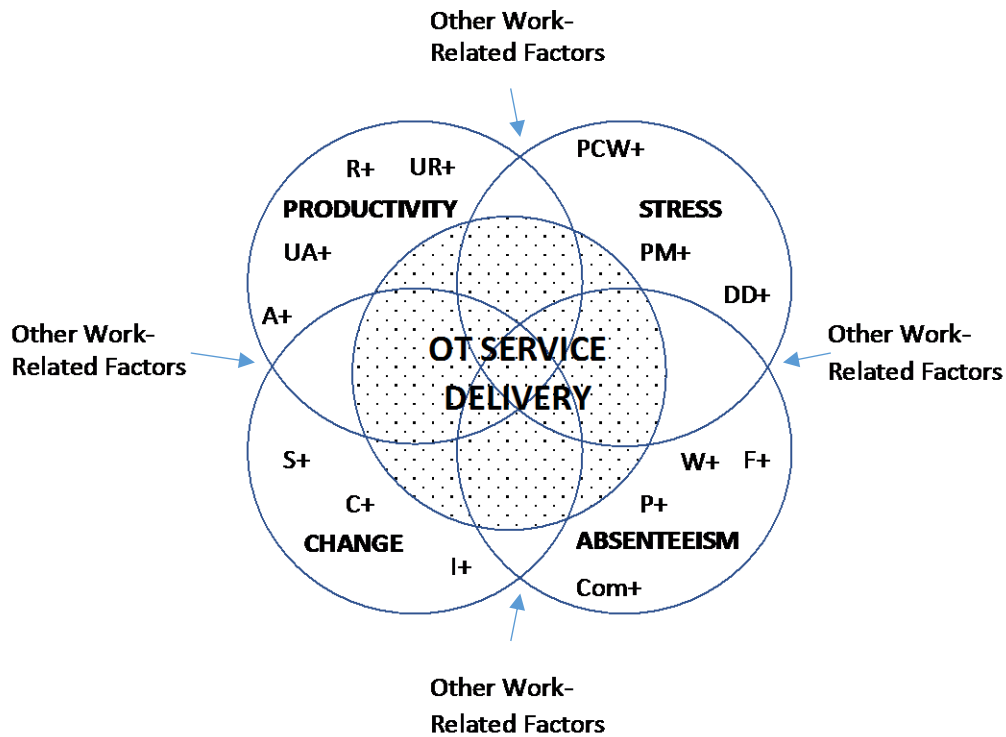 Other Work-
Related Factors
PCW+
R+ UR+
PRODUCTIVITY
STRESS
UA+
PM+
DD+
A+
Other Work-
Related Factors
OT SERVICE
DELIVERY
Other Work-
Related Factors
S+
W+ F+
C+
P+
CHANGE
ABSENTEEISM
I+
Com+
Other Work-
Related Factors